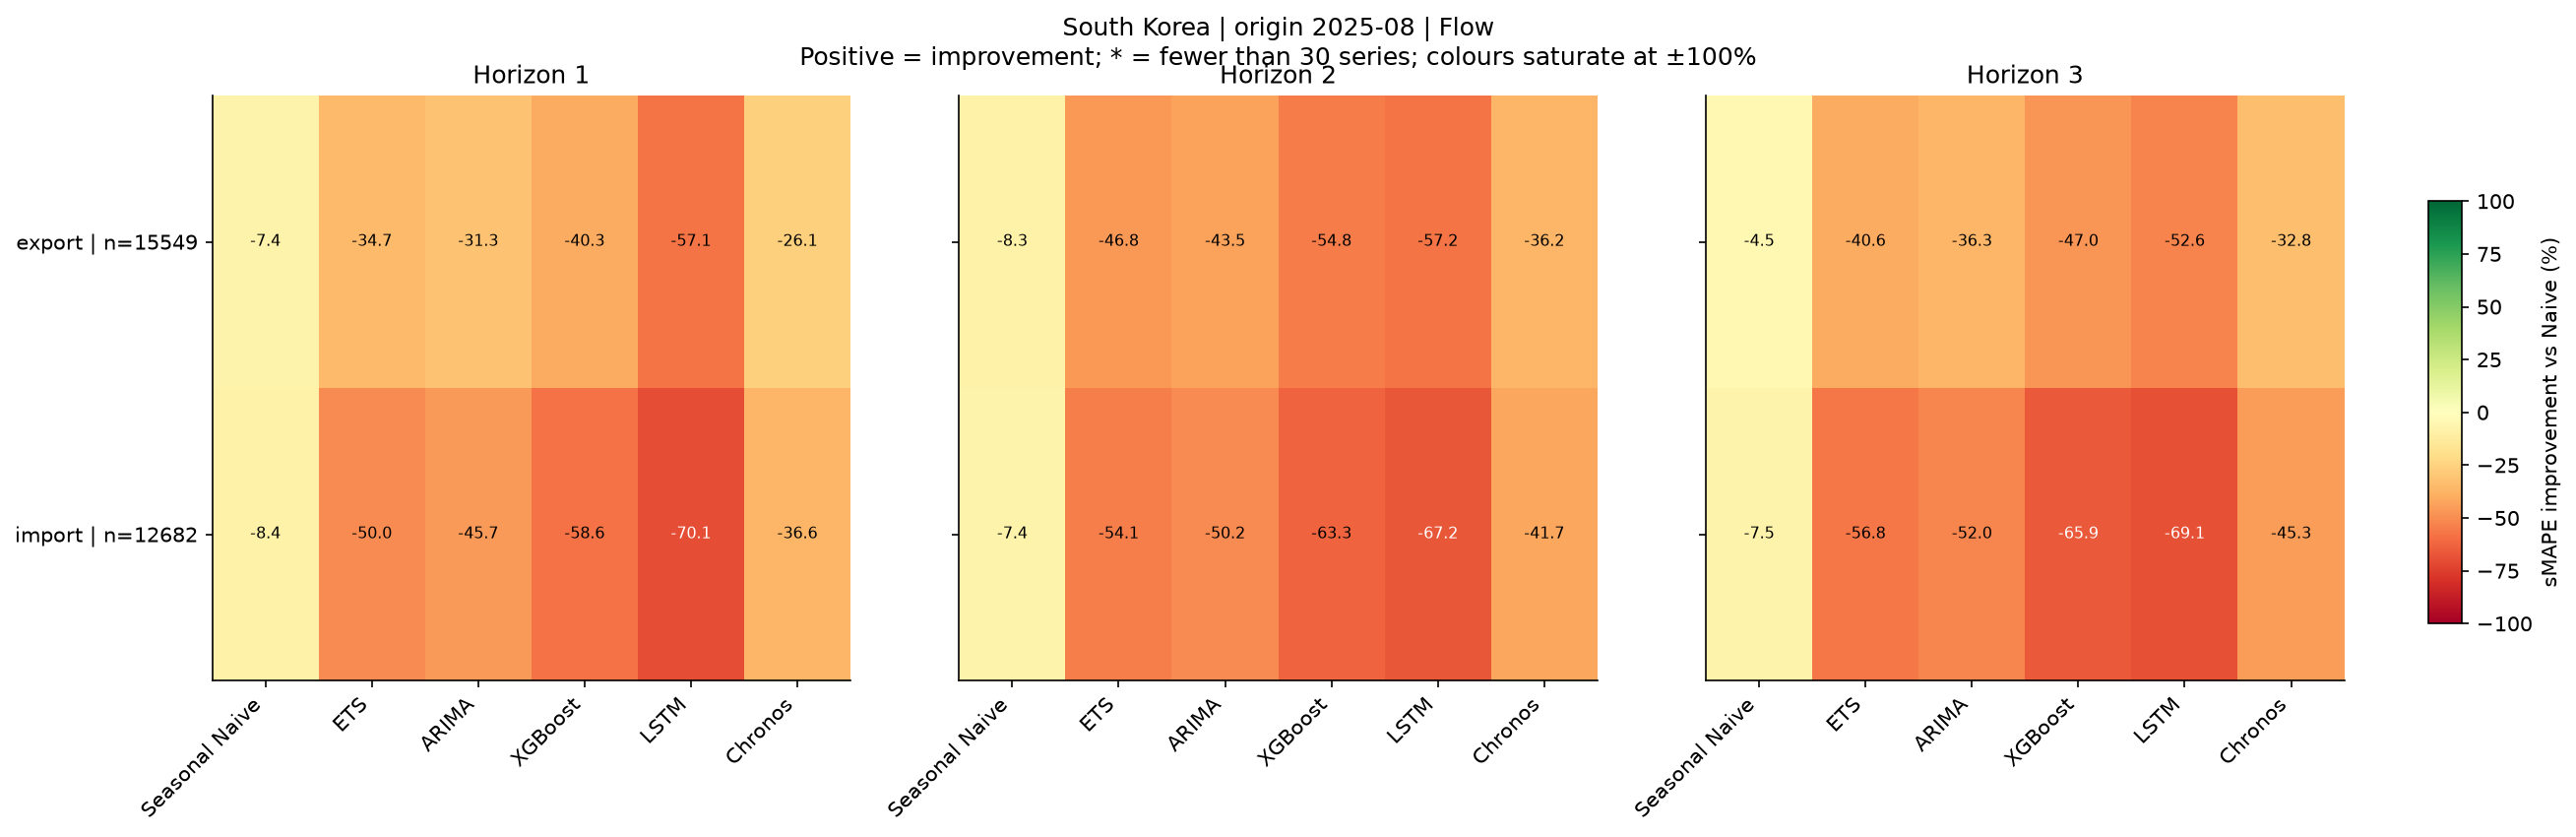 South Korea | origin 2025-08 | Flow
Positive = improvement; * = fewer than 30 series; colours saturate at ±100%
Horizon 1
Horizon 2
Horizon 3
export | n=15549
-7.4 -34.7 -31.3 -40.3 -57.1 -26.1
-8.3 -46.8 -43.5 -54.8 -57.2 -36.2
-4.5 -40.6 -36.3 -47.0 -52.6 -32.8
import | n=12682
-8.4 -50.0 -45.7 -58.6 -70.1 -36.6
-7.4 -54.1 -50.2 -63.3 -67.2 -41.7
-7.5 -56.8 -52.0 -65.9 -69.1 -45.3
Seasonal Naive
ETS
ARIMA
XGBoost
LSTM
Chronos
Seasonal Naive
ETS
ARIMA
XGBoost
LSTM
Chronos
Seasonal Naive
ETS
ARIMA
XGBoost
LSTM
Chronos
100
75
50
25
0
−25
−50
−75
−100
sMAPE improvement vs Naive (%)